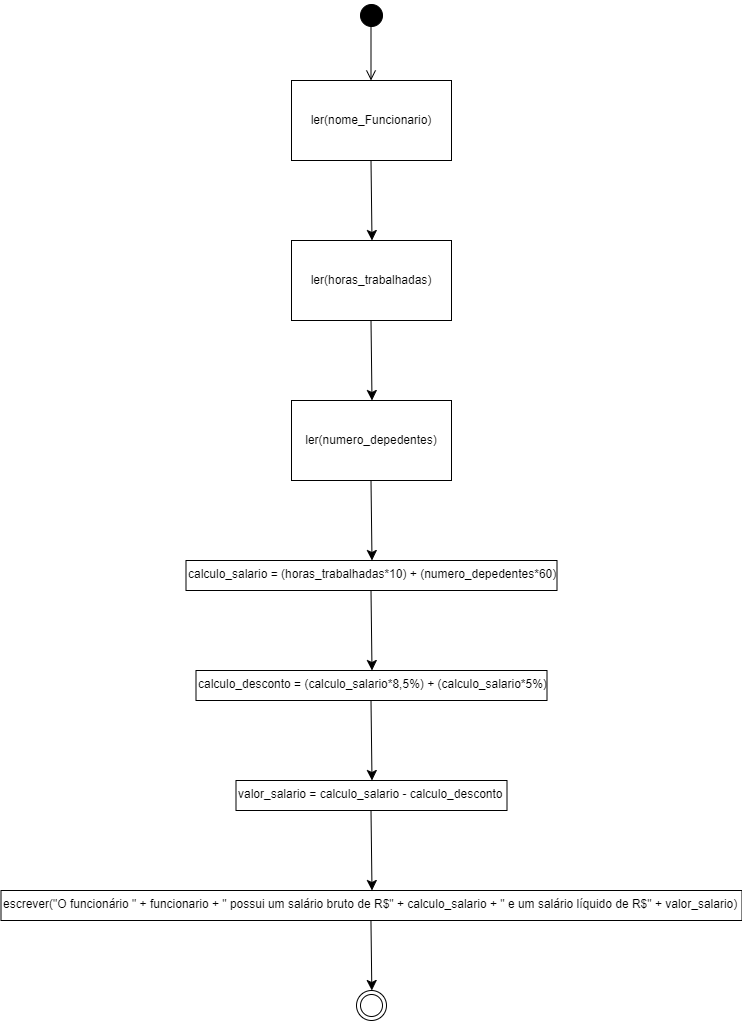 ler(nome_Funcionario)
ler(horas_trabalhadas)
ler(numero_depedentes)
calculo_salario = (horas_trabalhadas*10) + (numero_depedentes*60)
calculo_desconto = (calculo_salario*8,5%) + (calculo_salario*5%)
valor_salario = calculo_salario - calculo_desconto
escrever("O funcionário " + funcionario + " possui um salário bruto de R$" + calculo_salario + " e um salário líquido de R$" + valor_salario)